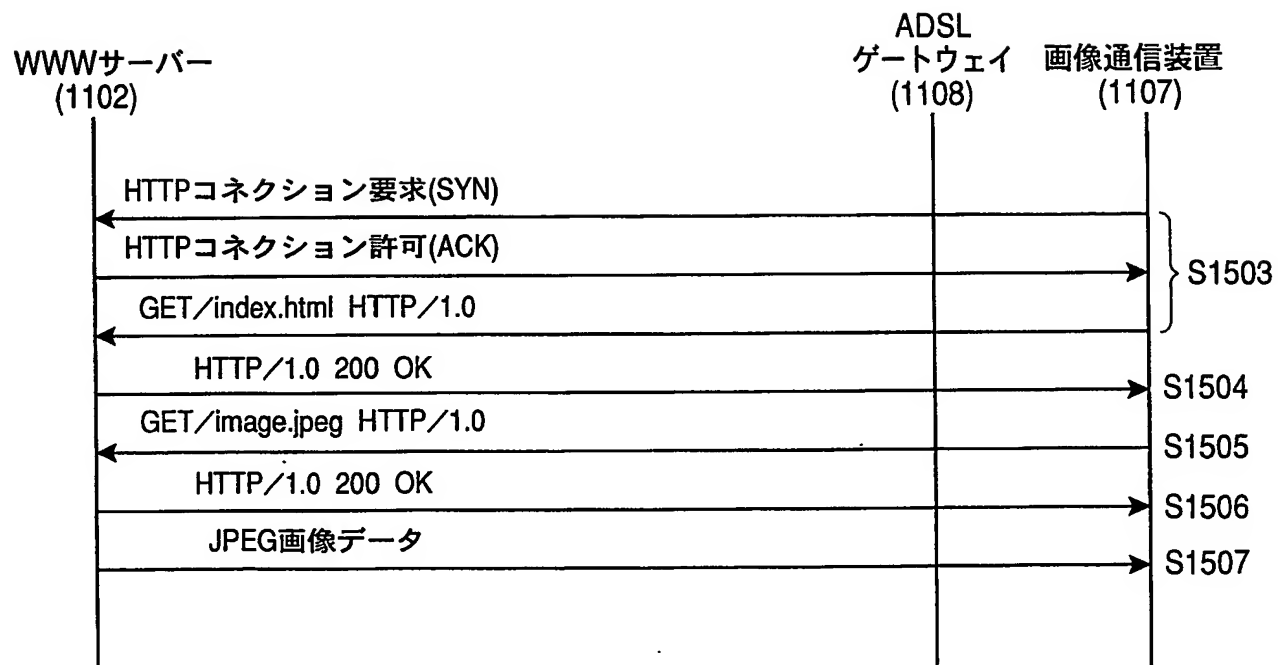 WWWサーバー
(1102)
ADSL
ゲートウェイ
(1108)
画像通信装置
(1107)
HTTPコネクション要求(SYN)
HTTPコネクション許可(ACK)
S1503
GET／index.html HTTP／1.0
HTTP／1.0 200 OK
S1504
GET／image.jpeg HTTP／1.0
S1505
HTTP／1.0 200 OK
S1506
JPEG画像データ
S1507